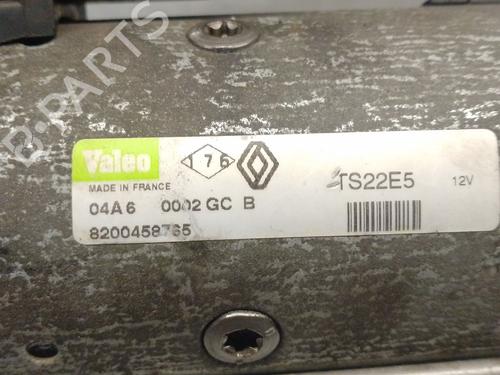 Valeo
176
MADE IN FRANCE
TS22E5 12V
04A6 0002 GC B
8200458765
B-PARTS